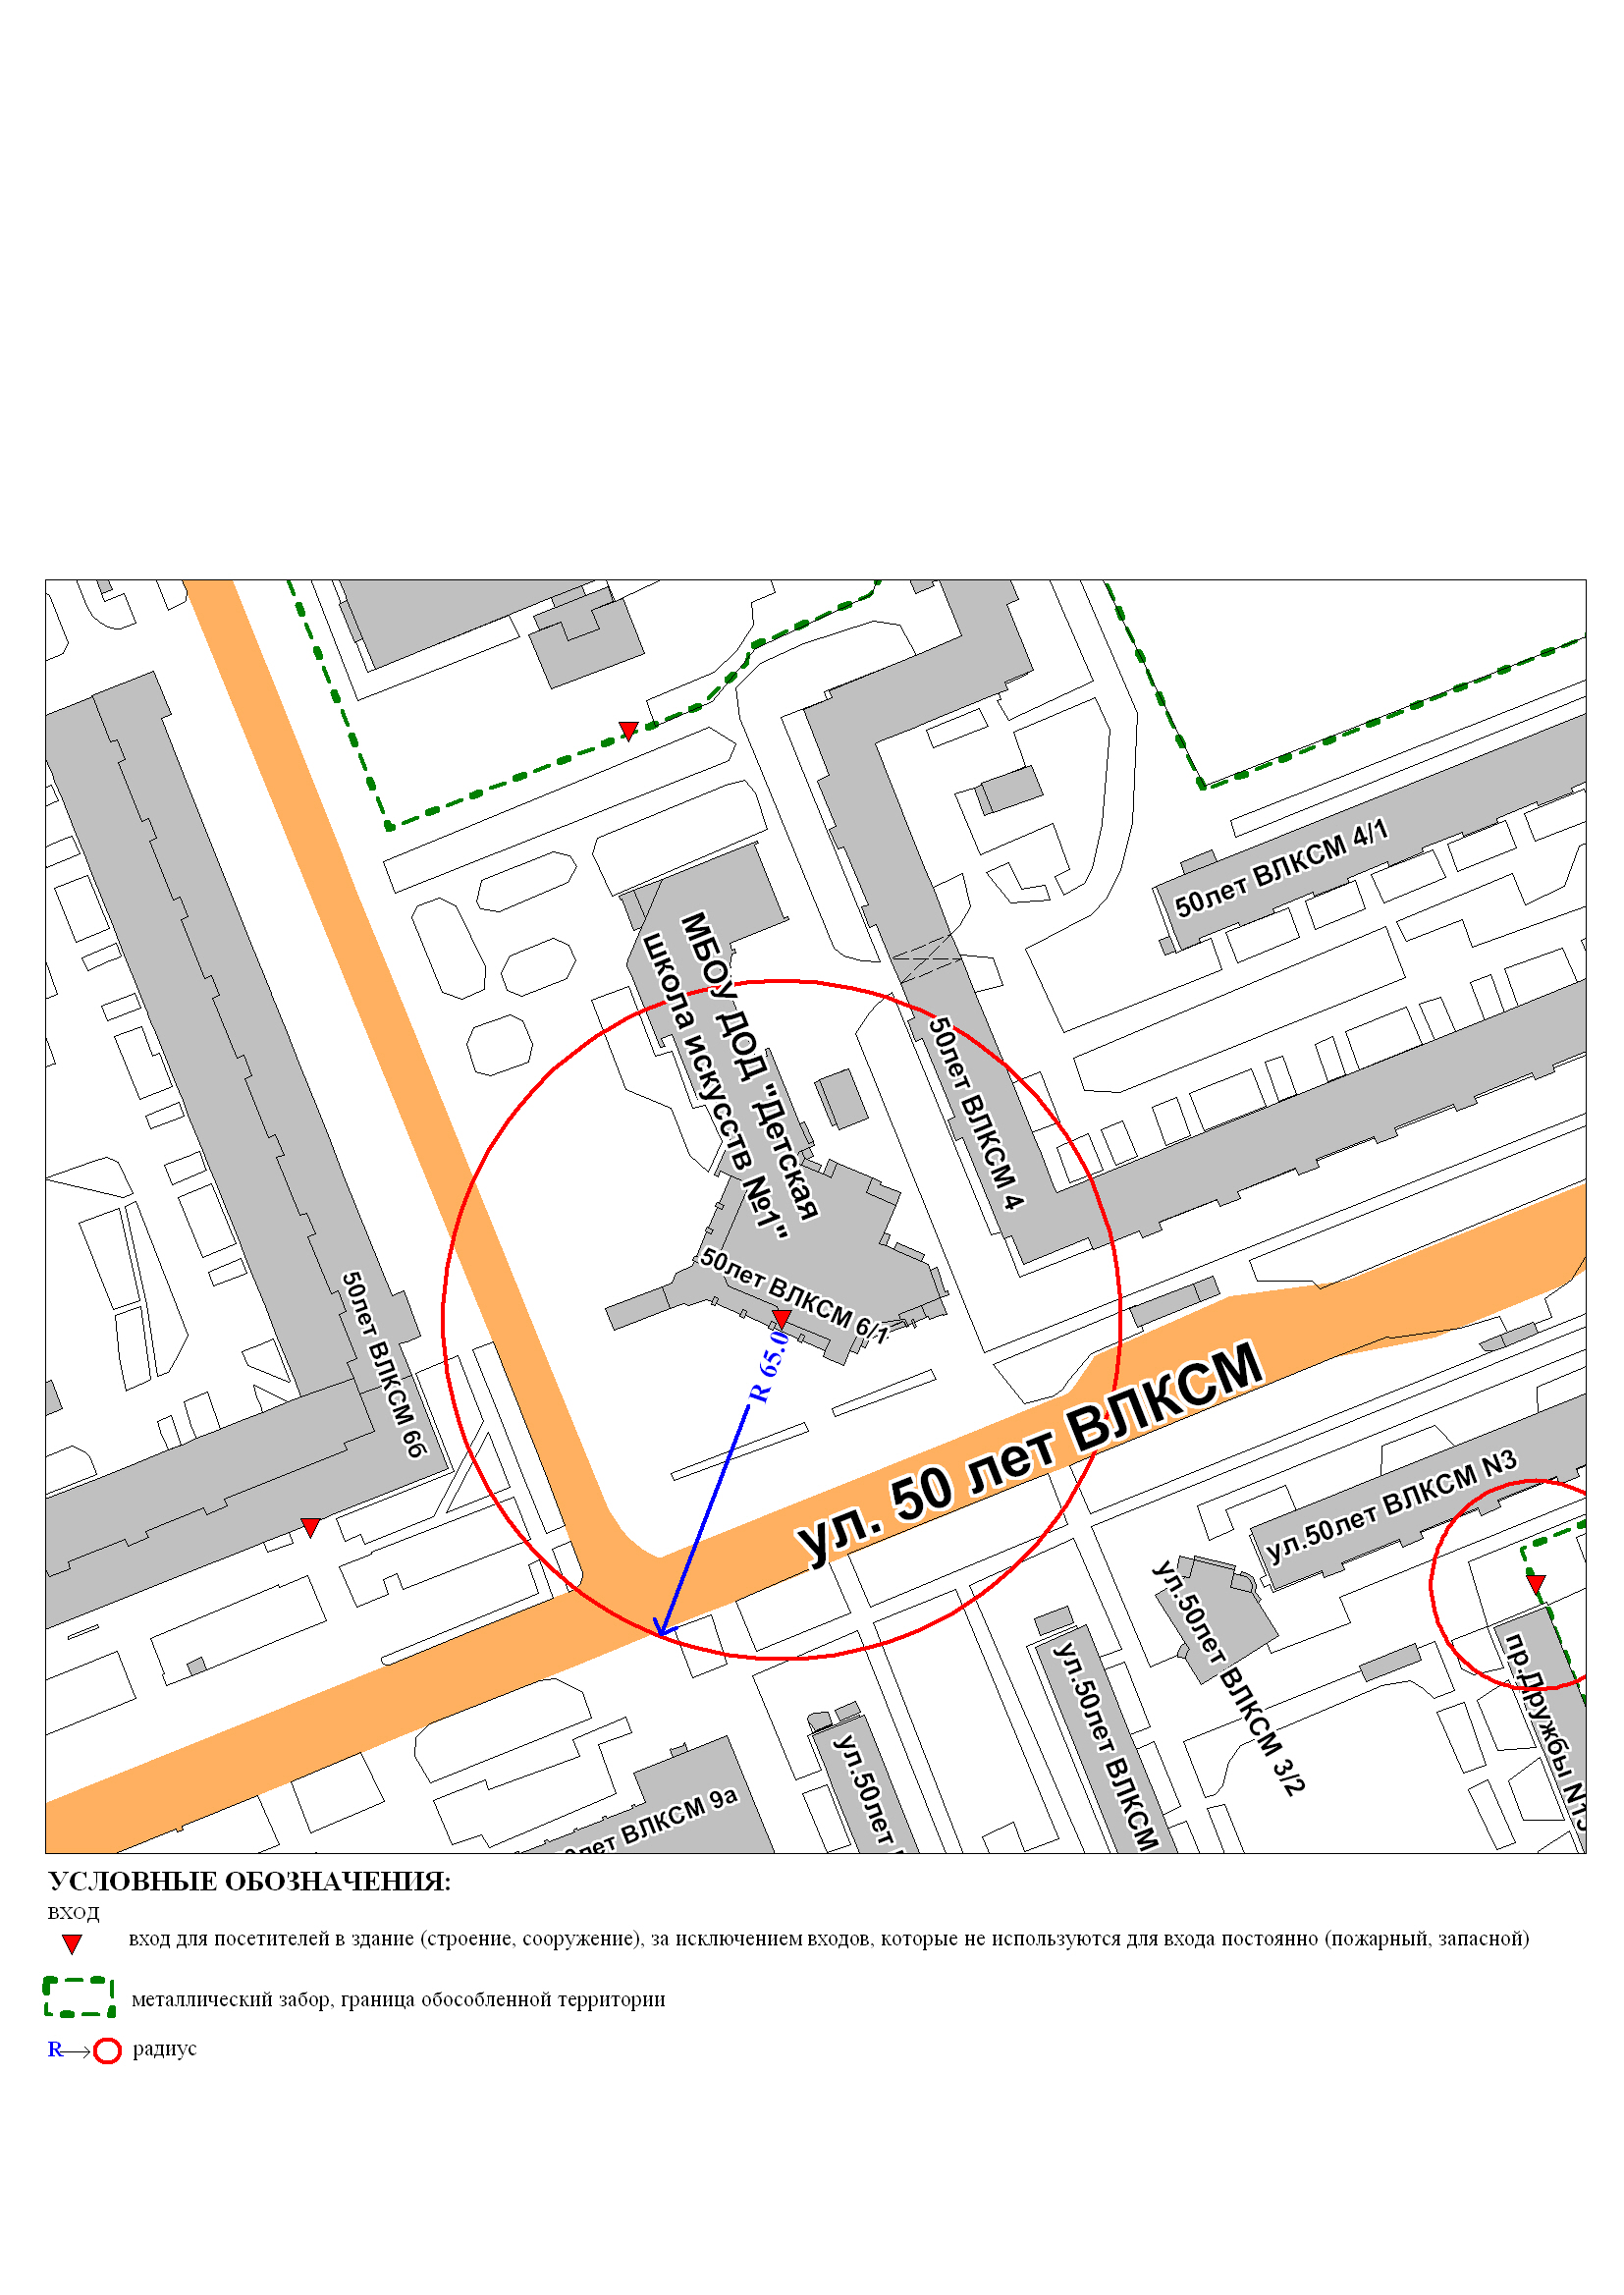 50лет ВЛКСМ 4/1
МБОУ ДОД "Детская
школа искусств №1"
50лет ВЛКСМ 4
50лет ВЛКСМ 6/1
50лет ВЛКСМ 6б
R 65.0
ул. 50 лет ВЛКСМ
ул.50лет ВЛКСМ N3
ул.50лет ВЛКСМ 3/2
ул.50лет ВЛКСМ
ул.50лет
пр.Дружбы N13
лет ВЛКСМ 9а
УСЛОВНЫЕ ОБОЗНАЧЕНИЯ:
ВХОД
вход для посетителей в здание (строение, сооружение), за исключением входов, которые не используются для входа постоянно (пожарный, запасной)
металлический забор, граница обособленной территории
R
радиус